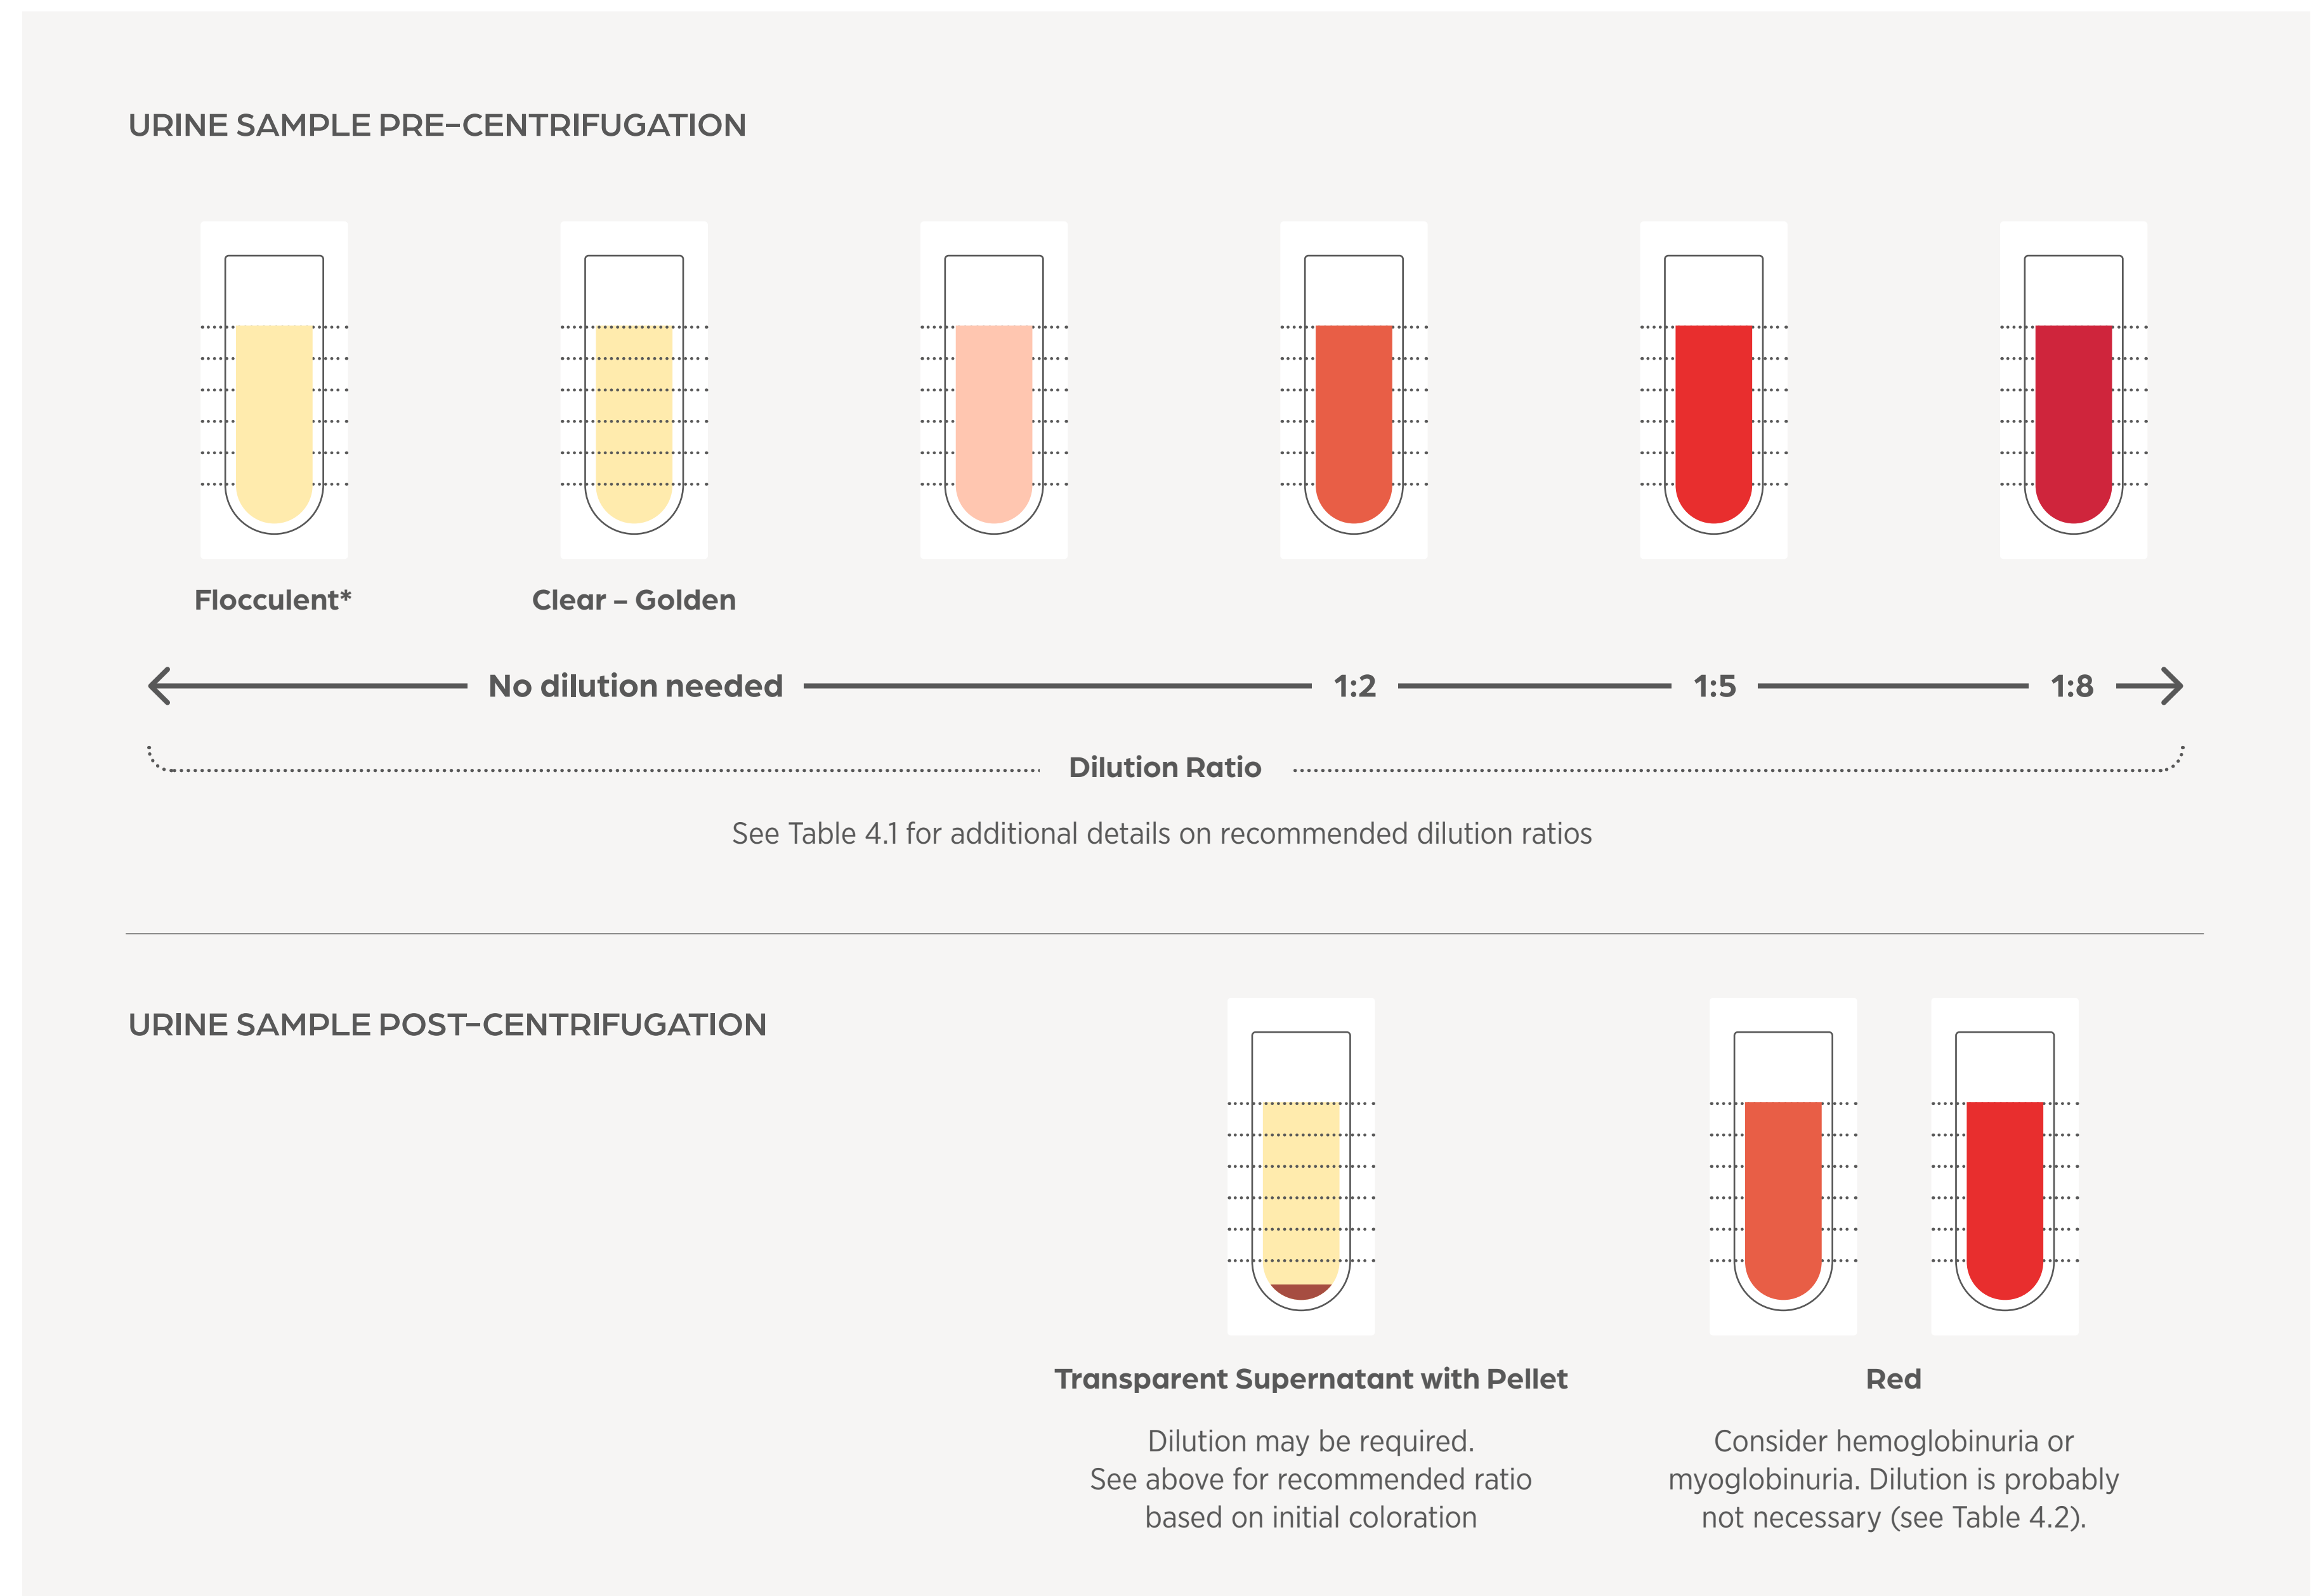 URINE SAMPLE PRE-CENTRIFUGATION
Flocculent*
Clear – Golden
No dilution needed
1:2
1:5
1:8
Dilution Ratio
See Table 4.1 for additional details on recommended dilution ratios
URINE SAMPLE POST-CENTRIFUGATION
Transparent Supernatant with Pellet
Dilution may be required.
See above for recommended ratio
based on initial coloration
Red
Consider hemoglobinuria or
myoglobinuria. Dilution is probably
not necessary (see Table 4.2).